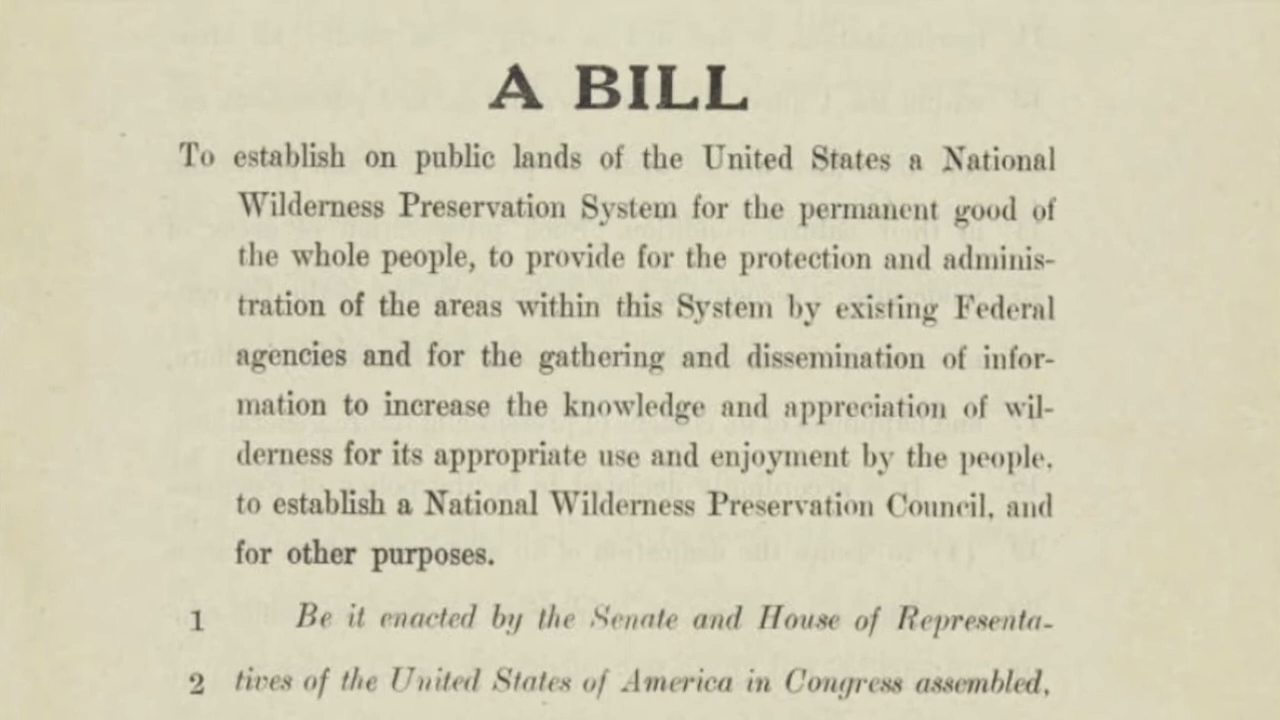 A BILL
To establish on public lands of the United States a National
Wilderness Preservation System for the permanent good of
the whole people, to provide for the protection and adminis-
tration of the areas within this System by existing Federal
agencies and for the gathering and dissemination of infor-
mation to increase the knowledge and appreciation of wil-
derness for its appropriate use and enjoyment by the people,
to establish a National Wilderness Preservation Council, and
for other purposes.
1 Be it enacted by the Senate and House of Representa-
2 tives of the United States of America in Congress assembled,